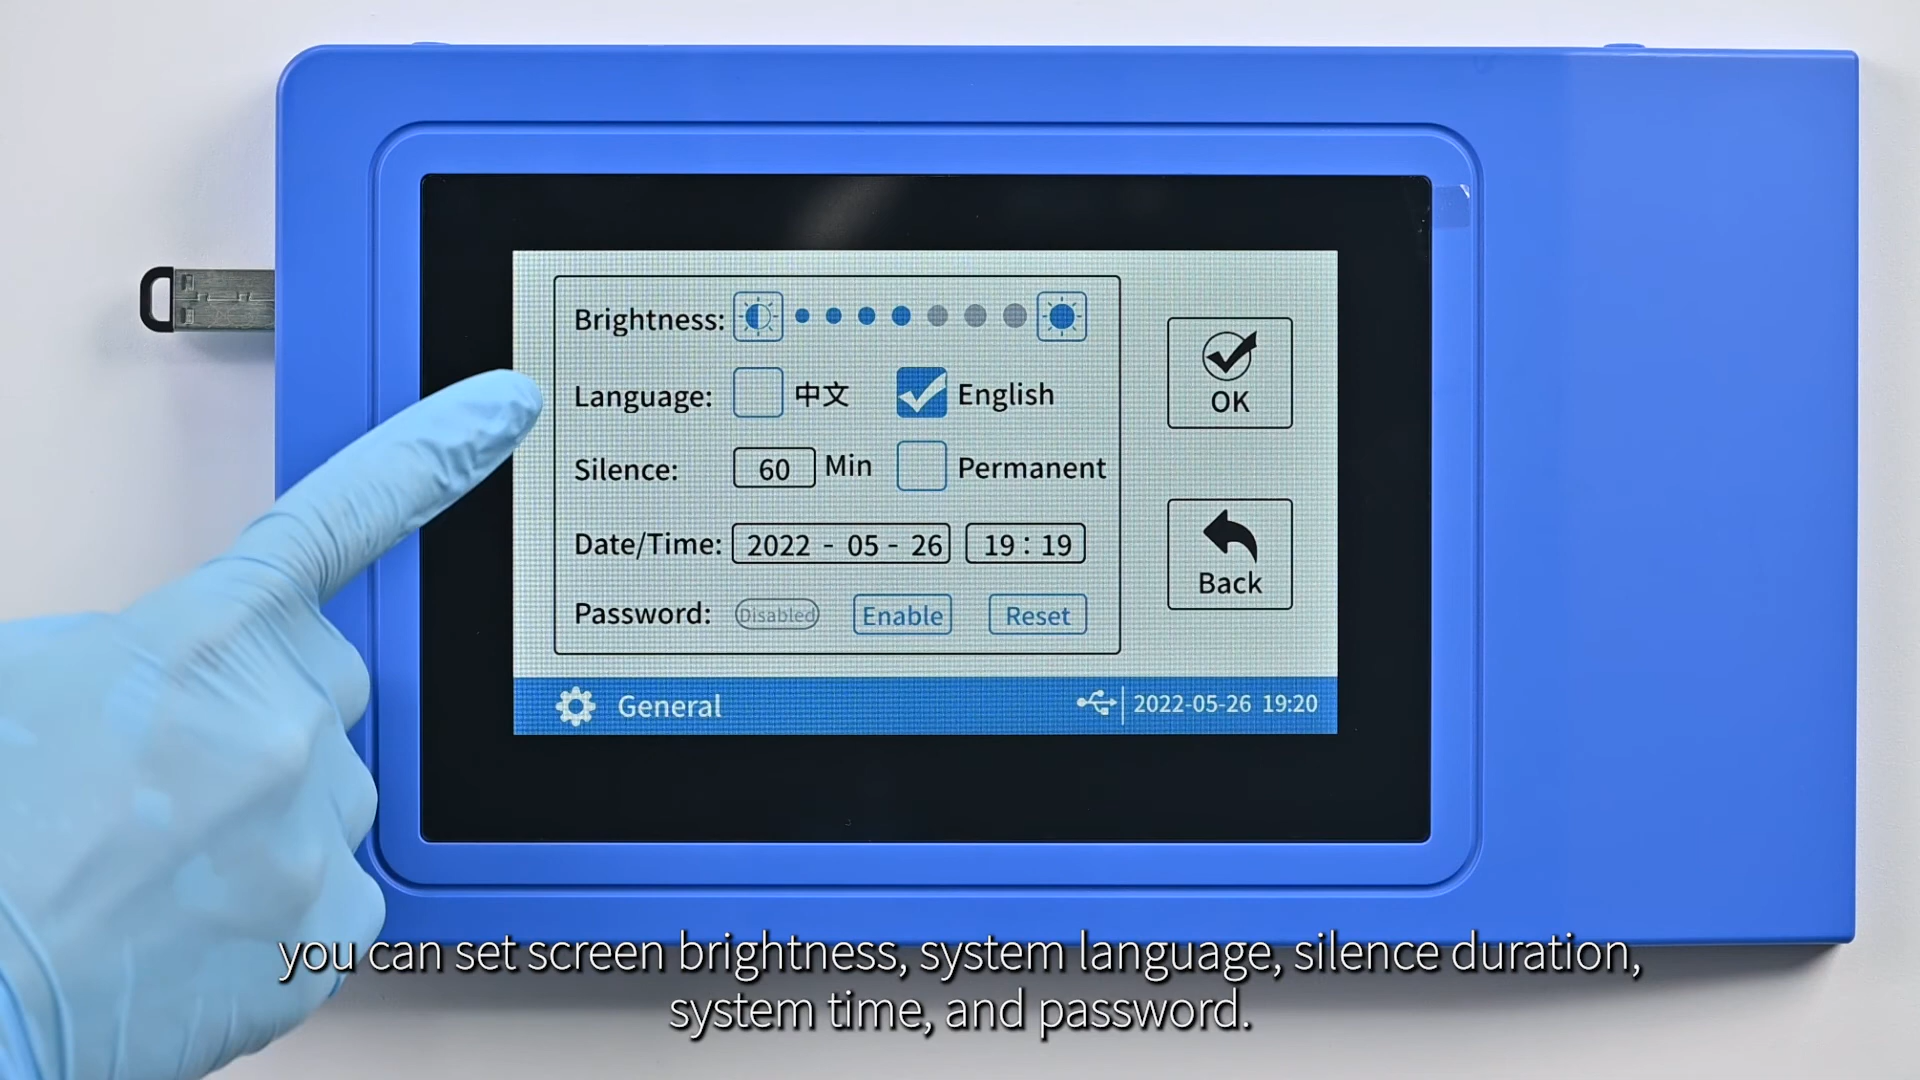 Brightness:
Language: 中文 English
Silence: 60 Min Permanent
Date/Time: 2022 - 05 - 26 19 : 19
Password: Disabled Enable Reset
OK
Back
General 2022-05-26 19:20
you can set screen brightness, system language, silence duration,
system time, and password.